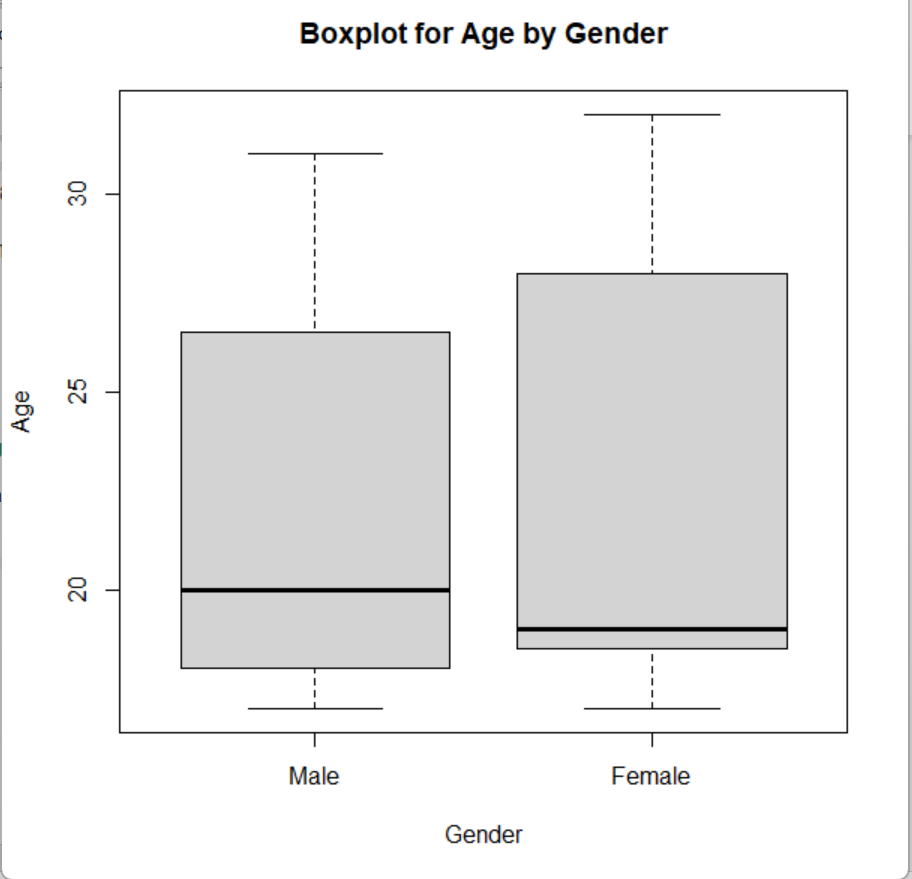 Boxplot for Age by Gender
30
25
20
Age
Male Female
Gender